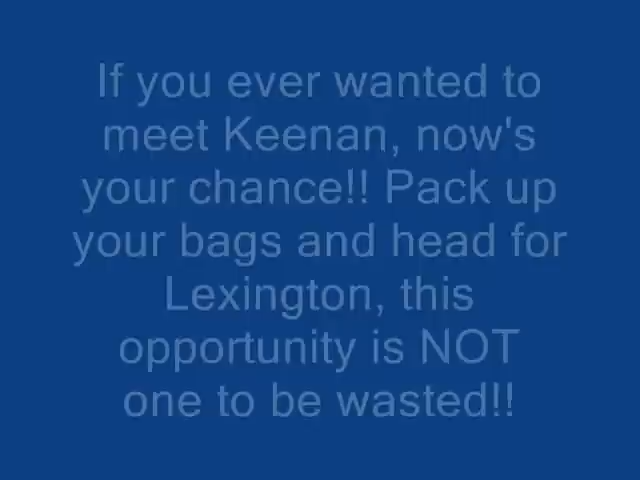 If you ever wanted to
meet Keenan, now's
your chance!! Pack up
your bags and head for
Lexington, this
opportunity is NOT
one to be wasted!!